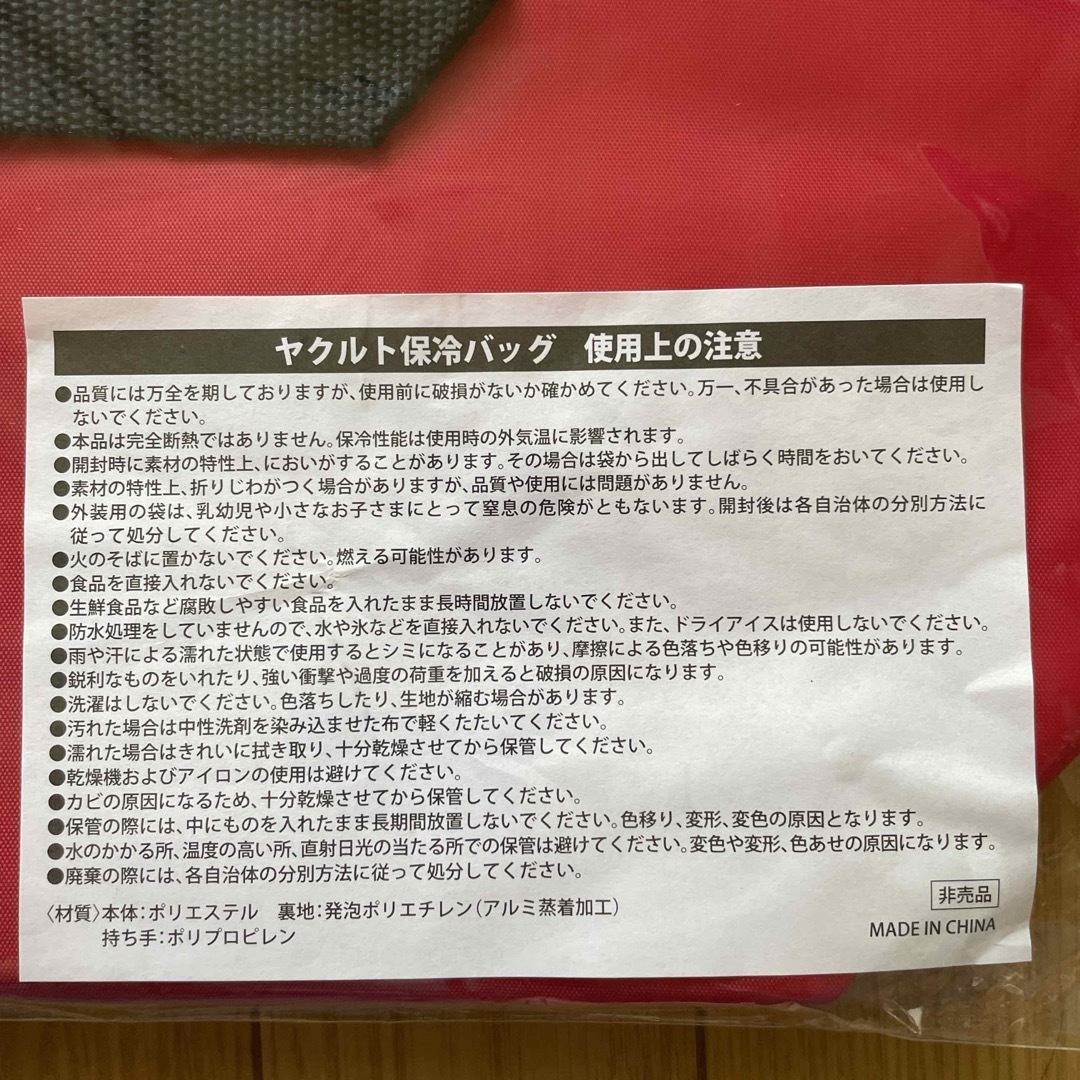 ヤクルト保冷バッグ　使用上の注意
●品質には万全を期しておりますが、使用前に破損がないか確かめてください。万一、不具合があった場合は使用し
ないでください。
●本品は完全断熱ではありません。保冷性能は使用時の外気温に影響されます。
●開封時に素材の特性上、においがすることがあります。その場合は袋から出してしばらく時間をおいてください。
●素材の特性上、折りじわがつく場合がありますが、品質や使用には問題がありません。
●外装用の袋は、乳幼児や小さなお子さまにとって窒息の危険がともないます。開封後は各自治体の分別方法に
従って処分してください。
●火のそばに置かないでください。燃える可能性があります。
●食品を直接入れないでください。
●生鮮食品など腐敗しやすい食品を入れたまま長時間放置しないでください。
●防水処理をしていませんので、水や氷などを直接入れないでください。また、ドライアイスは使用しないでください。
●雨や汗による濡れた状態で使用するとシミになることがあり、摩擦による色落ちや色移りの可能性があります。
●鋭利なものをいれたり、強い衝撃や過度の荷重を加えると破損の原因になります。
●洗濯はしないでください。色落ちしたり、生地が縮む場合があります。
●汚れた場合は中性洗剤を染み込ませた布で軽くたたいてください。
●濡れた場合はきれいに拭き取り、十分乾燥させてから保管してください。
●乾燥機およびアイロンの使用は避けてください。
●カビの原因になるため、十分乾燥させてから保管してください。
●保管の際には、中にものを入れたまま長期間放置しないでください。色移り、変形、変色の原因となります。
●水のかかる所、温度の高い所、直射日光の当たる所での保管は避けてください。変色や変形、色あせの原因になります。
●廃棄の際には、各自治体の分別方法に従って処分してください。
〈材質〉本体：ポリエステル　裏地：発泡ポリエチレン（アルミ蒸着加工）
持ち手：ポリプロピレン
非売品
MADE IN CHINA